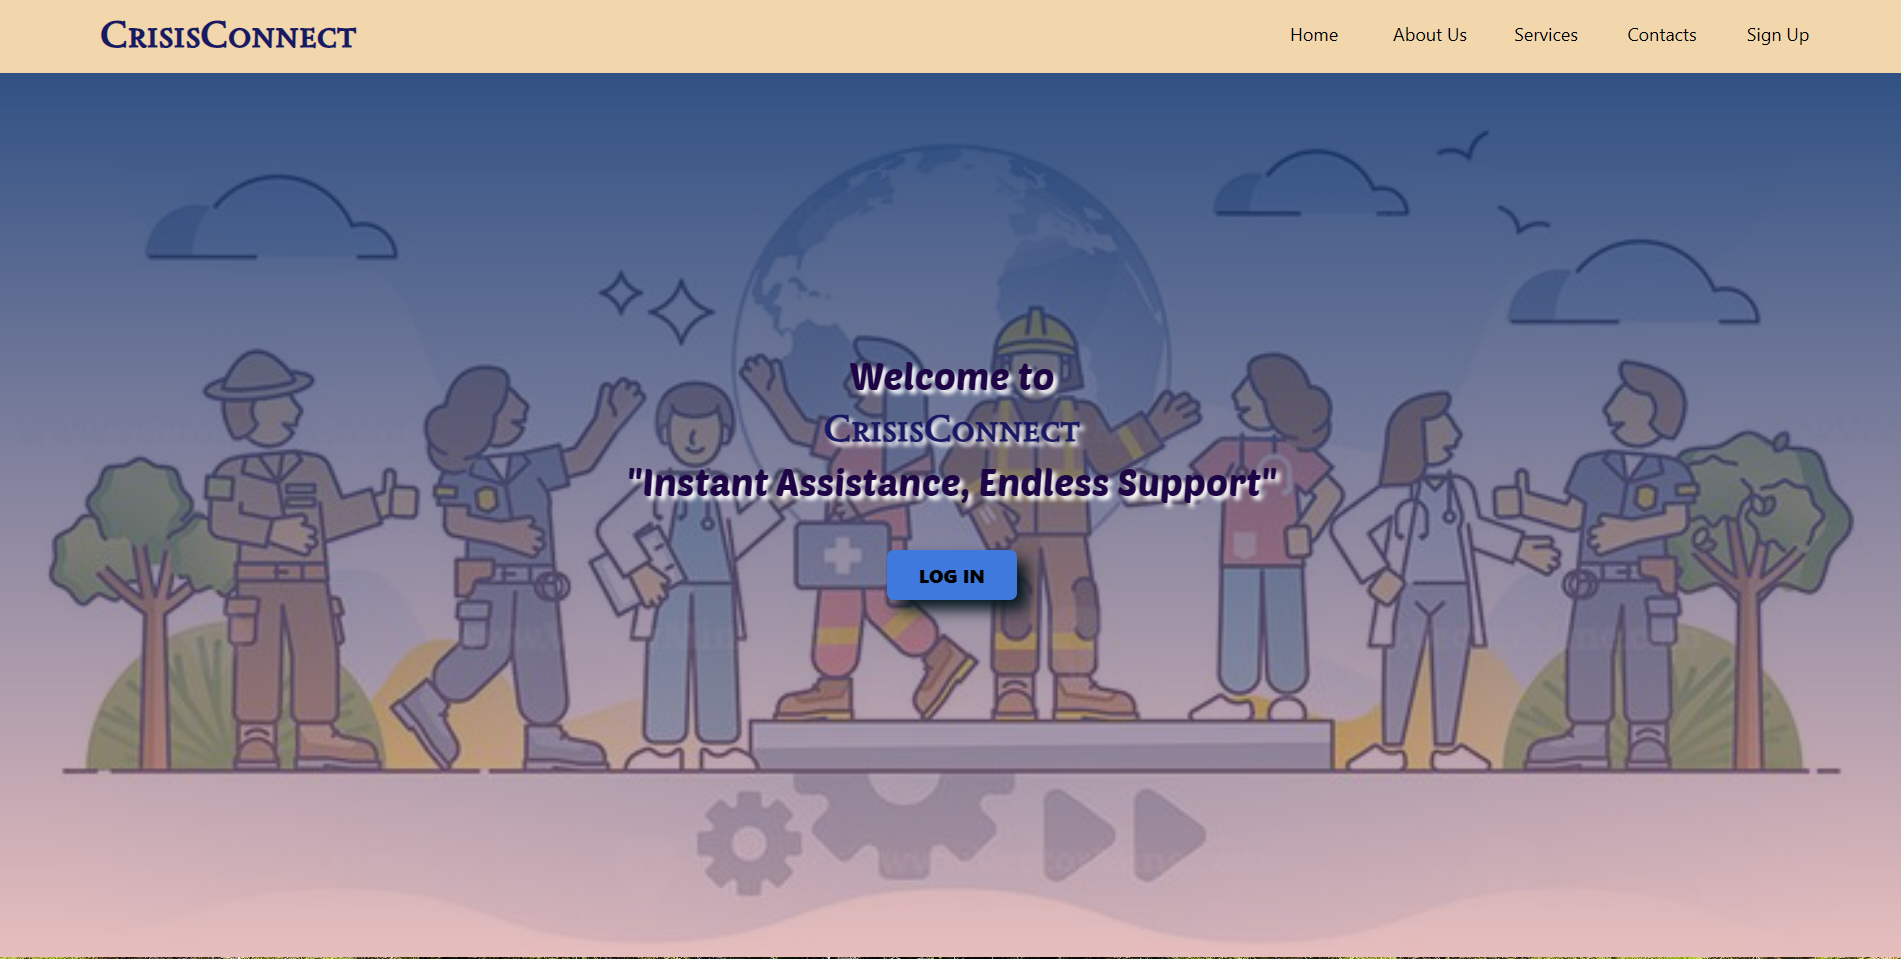 CrisisConnect
Home About Us Services Contacts Sign Up
Welcome to
CrisisConnect
"Instant Assistance, Endless Support"
LOG IN